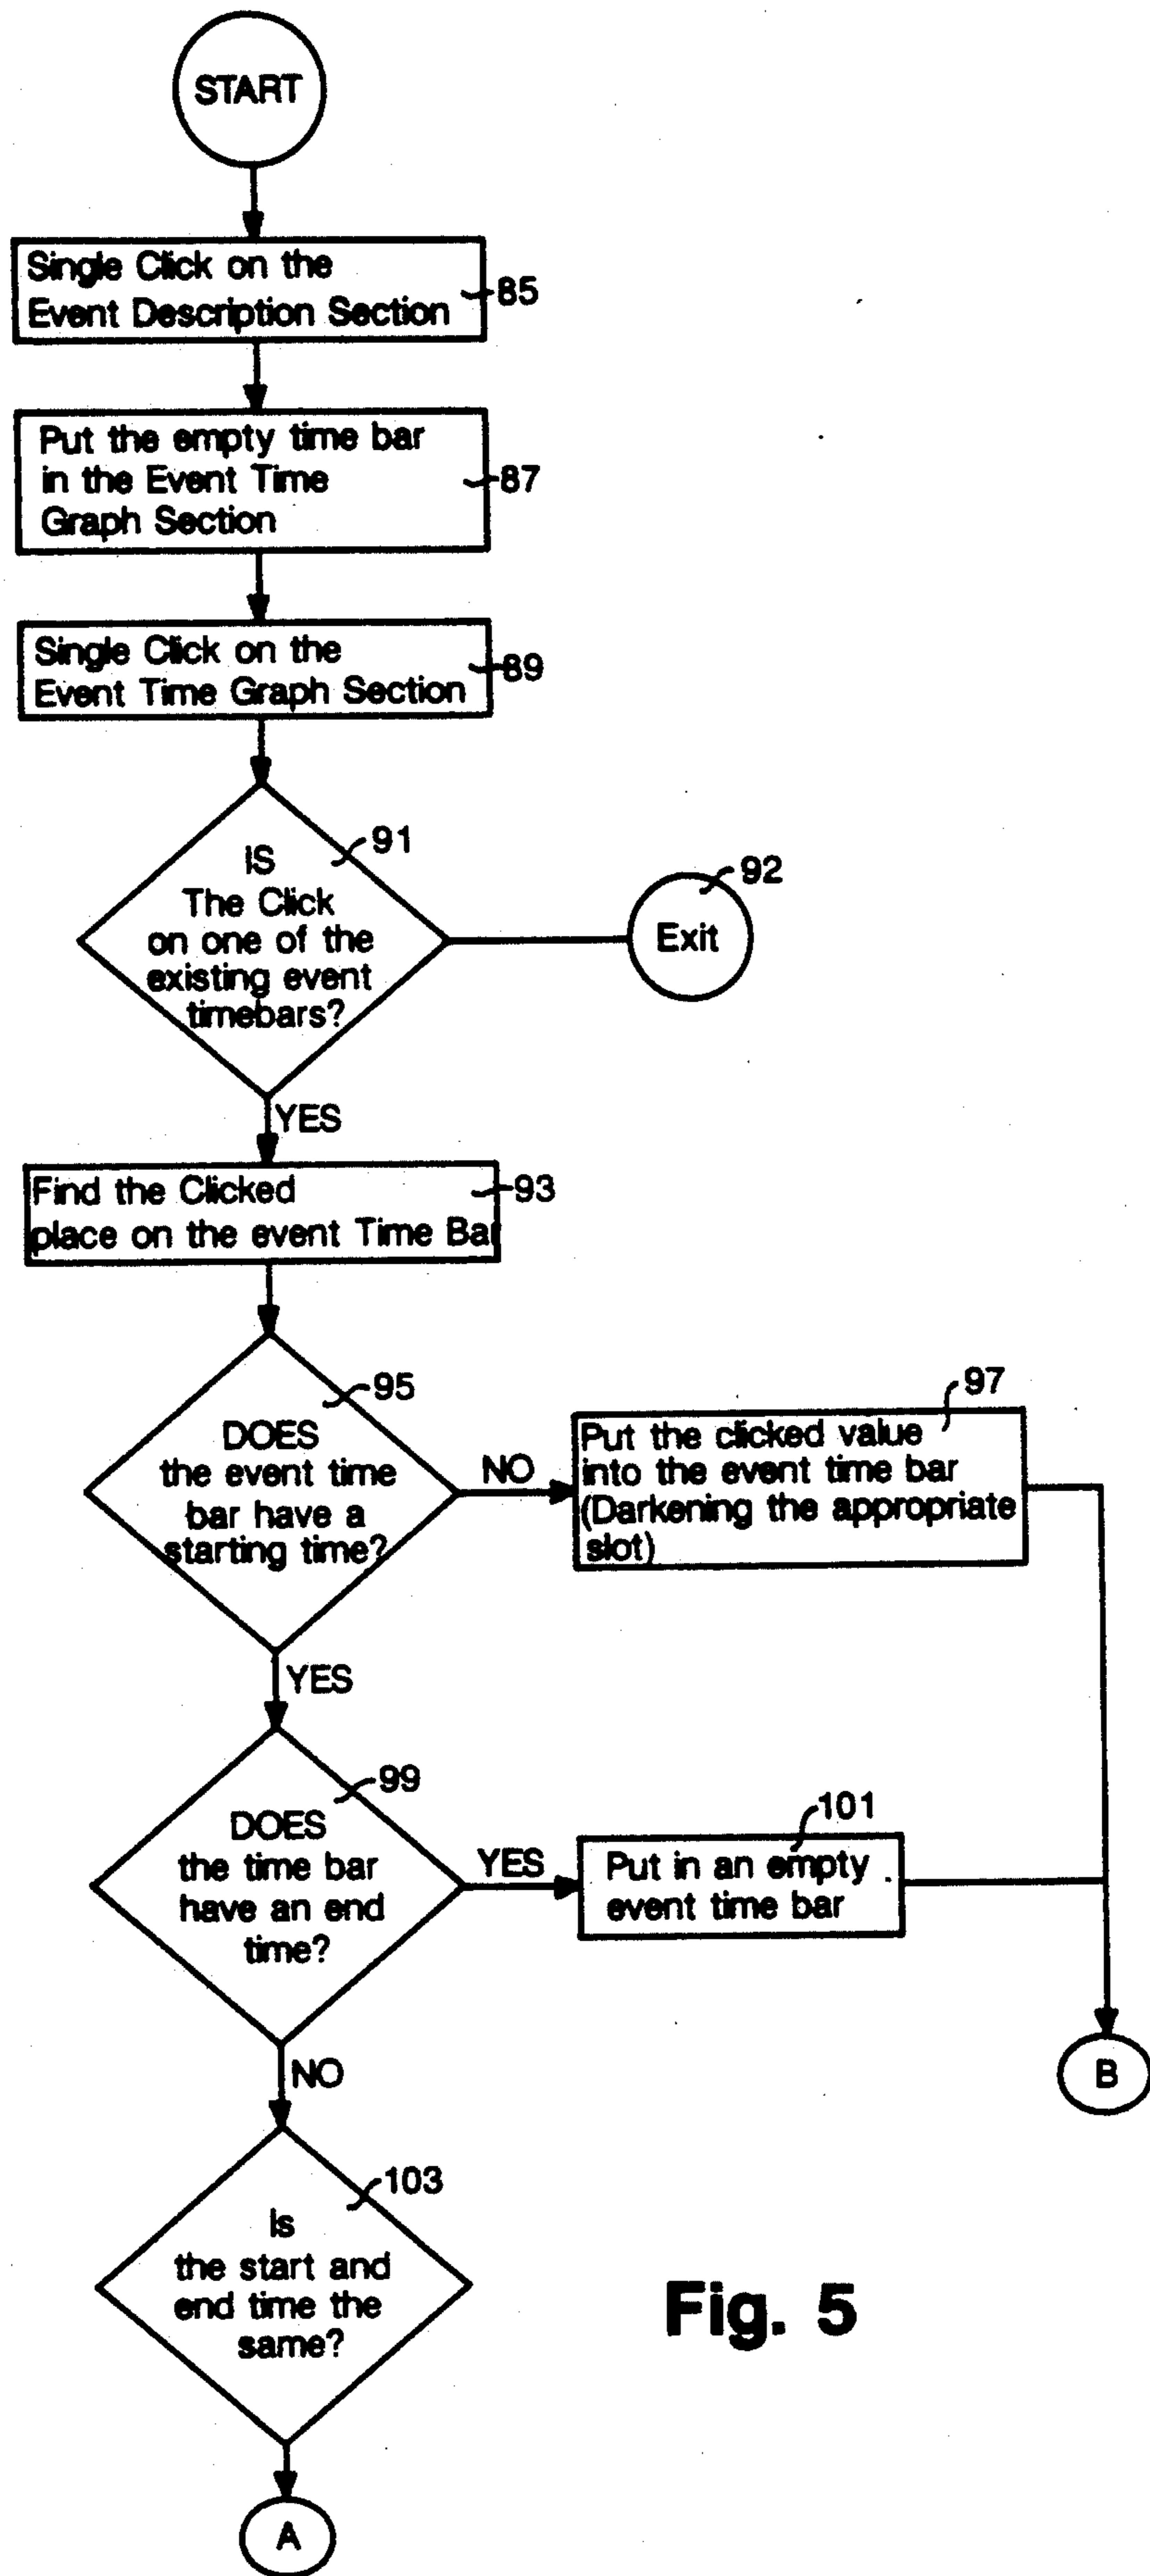 START
Single Click on the
Event Description Section
85
Put the empty time bar
in the Event Time
Graph Section
87
Single Click on the
Event Time Graph Section
89
IS
The Click
on one of the
existing event
timebars?
91
Exit
92
YES
Find the Clicked
place on the event Time Bar
93
DOES
the event time
bar have a
starting time?
95
NO
Put the clicked value
into the event time bar
(Darkening the appropriate
slot)
97
YES
DOES
the time bar
have an end
time?
99
YES
Put in an empty
event time bar
101
B
NO
Is
the start and
end time the
same?
103
A
Fig. 5